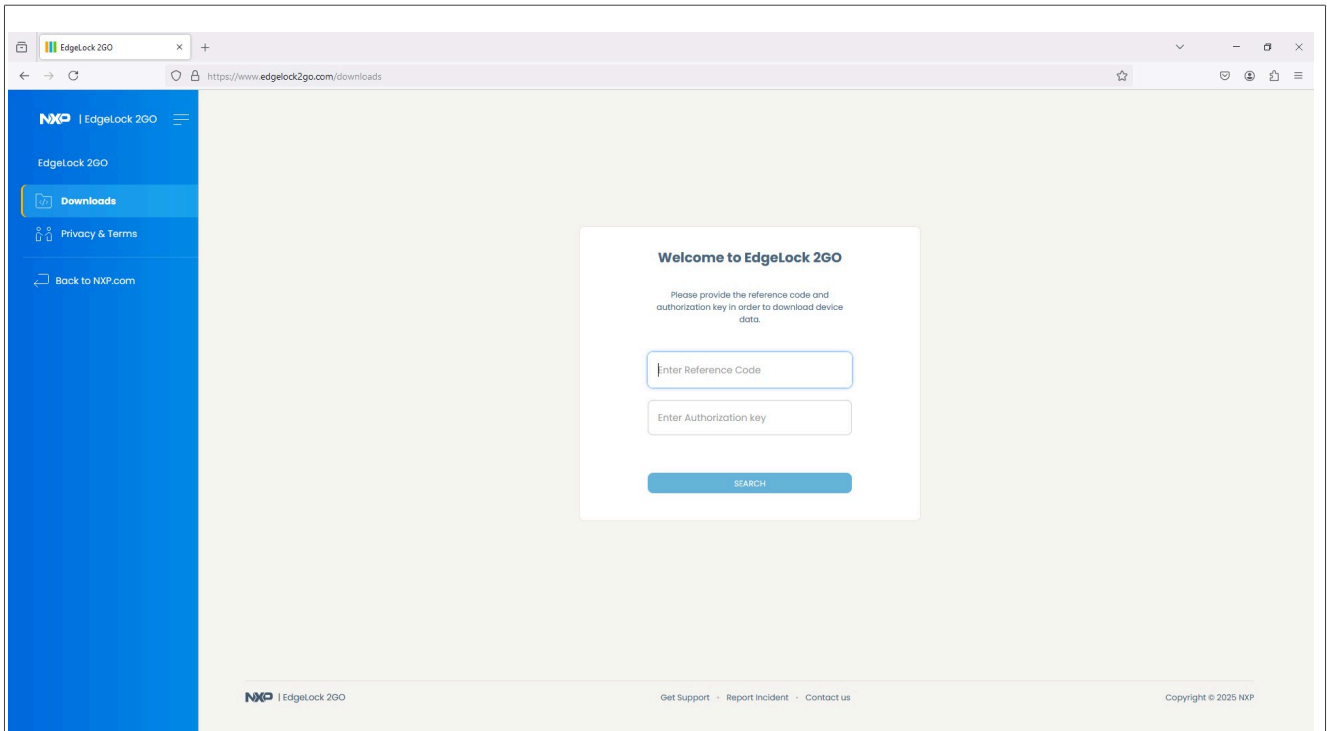 EdgeLock 2GO
https://www.edgelock2go.com/downloads
NXP | EdgeLock 2GO
EdgeLock 2GO
Downloads
Privacy & Terms
Back to NXP.com
Welcome to EdgeLock 2GO
Please provide the reference code and
authorization key in order to download device
data.
Enter Reference Code
Enter Authorization key
SEARCH
NXP | EdgeLock 2GO
Get Support · Report Incident · Contact us
Copyright © 2025 NXP